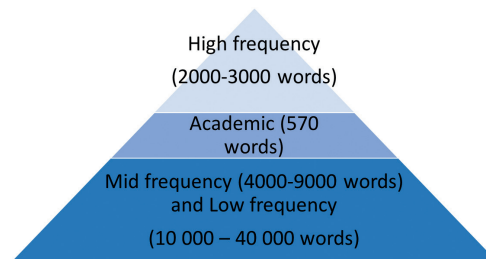 High frequency
(2000-3000 words)
Academic (570
words)
Mid frequency (4000-9000 words)
and Low frequency
(10 000 – 40 000 words)